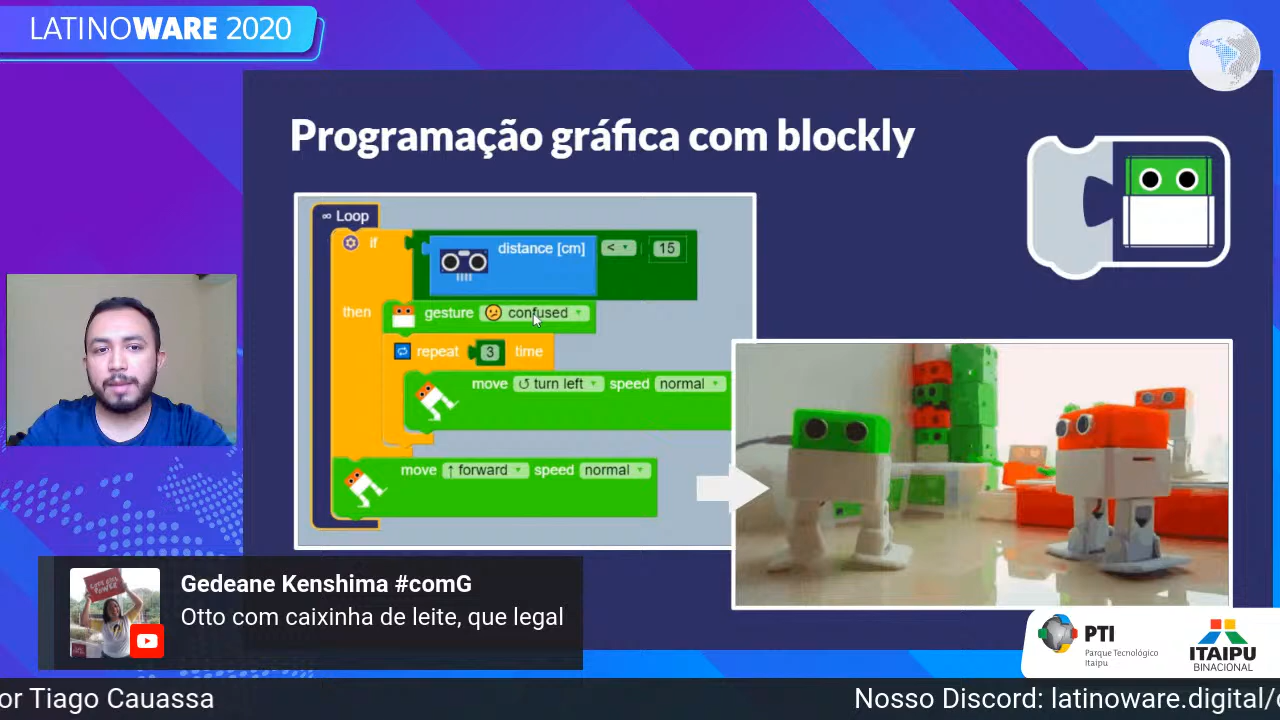 LATINOWARE 2020
Programação gráfica com blockly
∞ Loop
if
distance [cm]
<
15
then
gesture
confused
repeat
3
time
move
↺ turn left
speed
normal
move
↑ forward
speed
normal
Gedeane Kenshima #comG
Otto com caixinha de leite, que legal
PTI
Parque Tecnológico
Itaipu
ITAIPU
BINACIONAL
or Tiago Cauassa
Nosso Discord: latinoware.digital/